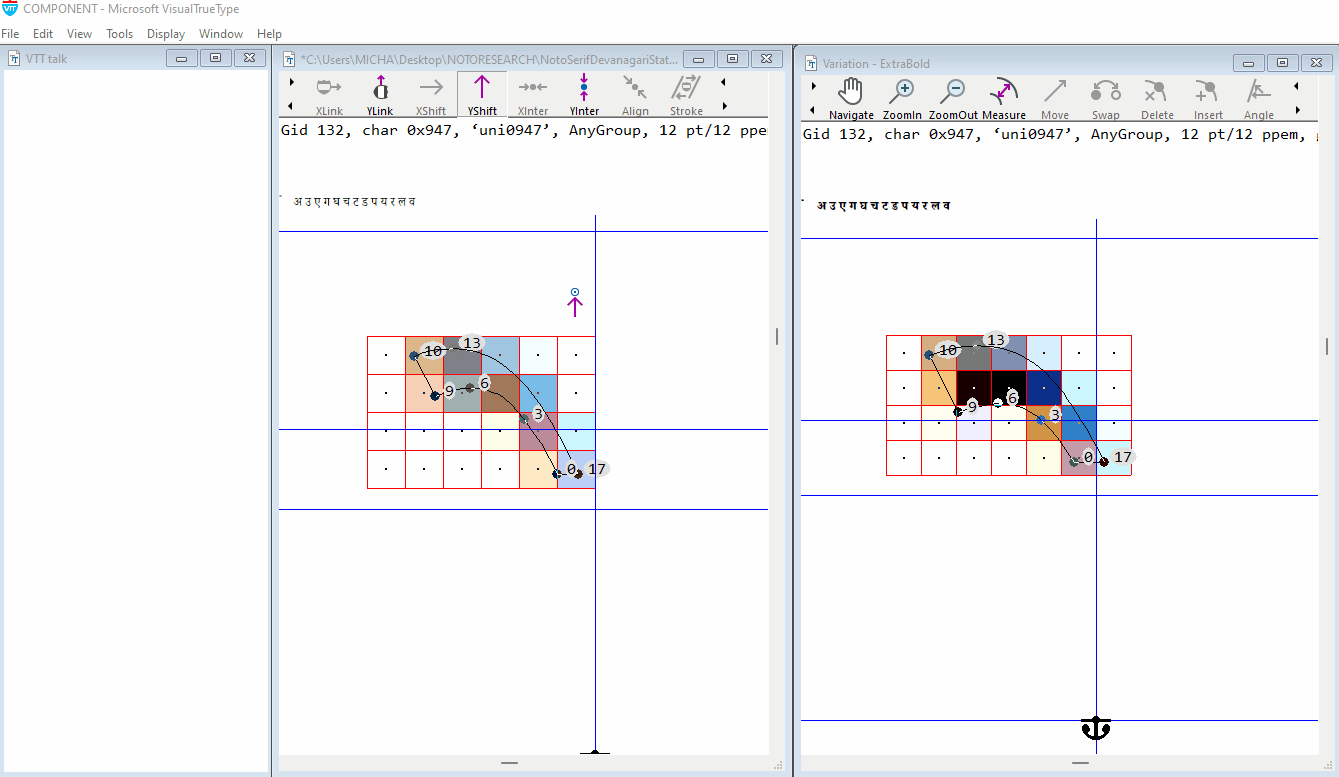 COMPONENT - Microsoft VisualTrueType
File Edit View Tools Display Window Help
VTT talk
*C:\Users\MICHA\Desktop\NOTORESEARCH\NotoSerifDevanagariStat...
XLink YLink XShift YShift XInter YInter Align Stroke
Gid 132, char 0x947, ‘uni0947’, AnyGroup, 12 pt/12 ppe
अउएगघचटडपयरलव
10 13
9 6
3
0 17
Variation - ExtraBold
Navigate ZoomIn ZoomOut Measure Move Swap Delete Insert Angle
Gid 132, char 0x947, ‘uni0947’, AnyGroup, 12 pt/12 ppem,
अउएगघचटडपयरलव
10 13
9 6
3
0 17